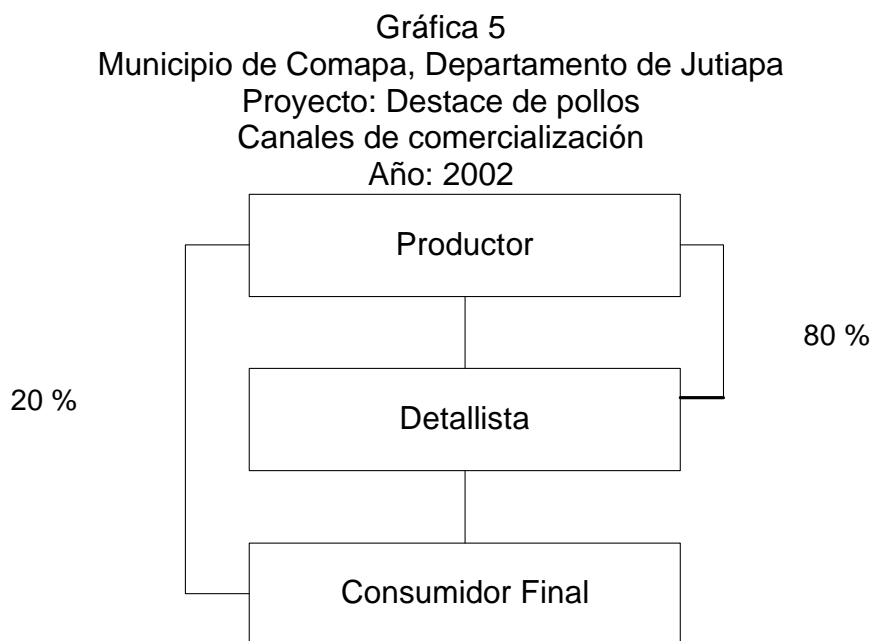 Gráfica 5
Municipio de Comapa, Departamento de Jutiapa
Proyecto: Destace de pollos
Canales de comercialización
Año: 2002
Productor
80 %
20 %
Detallista
Consumidor Final